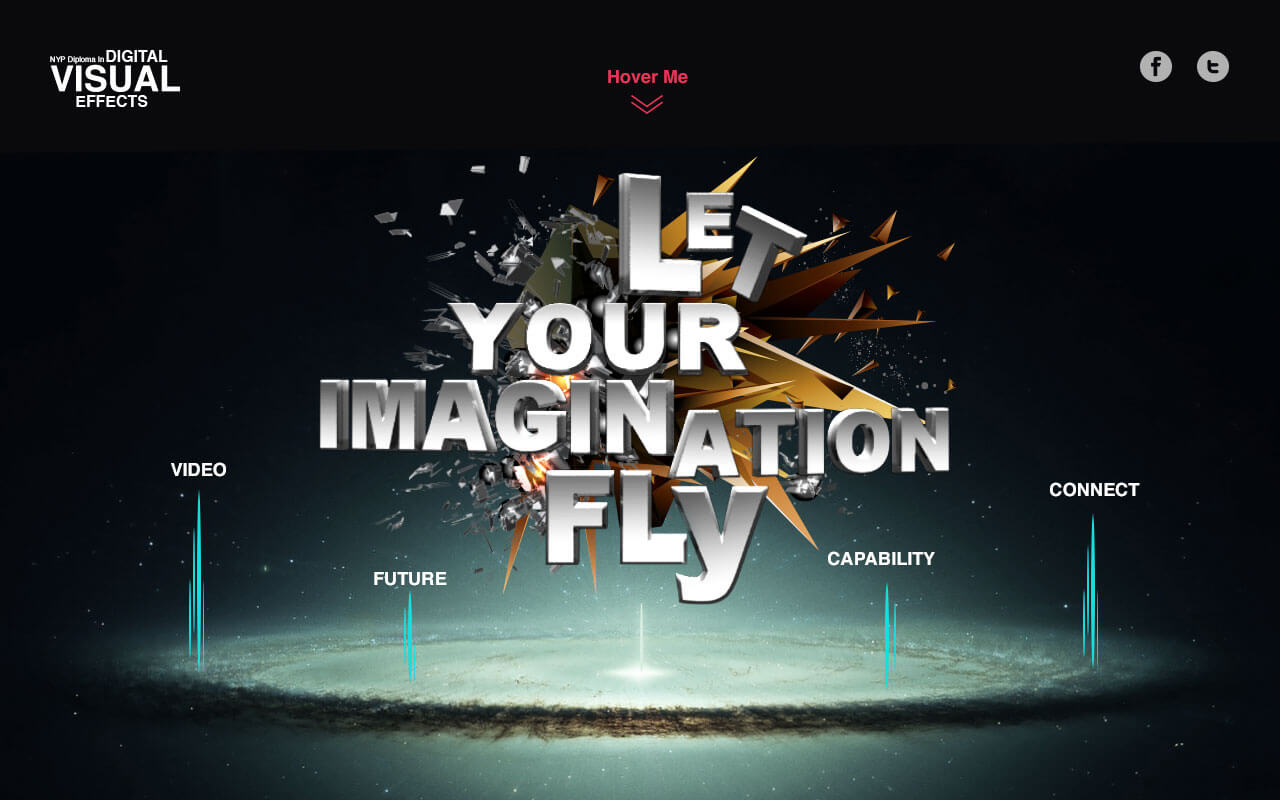 NYP Diploma In DIGITAL
VISUAL
EFFECTS
Hover Me
LET
YOUR
IMAGINATION
FLy
VIDEO
CONNECT
CAPABILITY
FUTURE